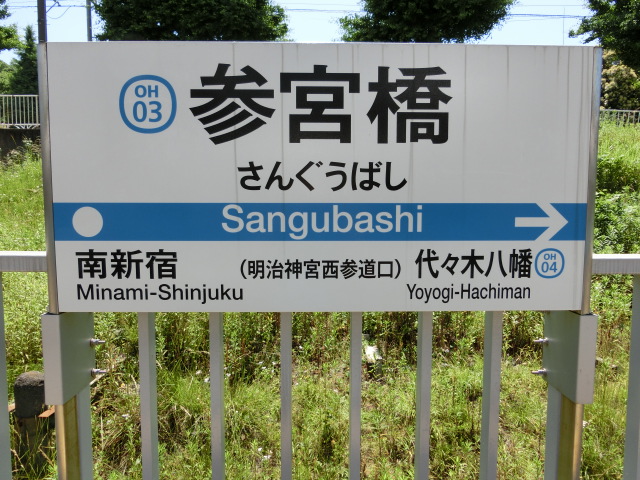 OH
03
参宮橋
さんぐうばし
Sangubashi
南新宿
Minami-Shinjuku
（明治神宮西参道口）
代々木八幡
OH
04
Yoyogi-Hachiman